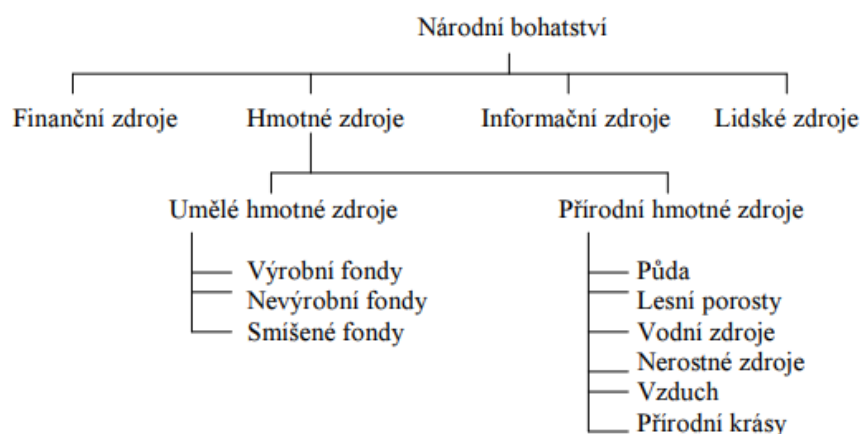 Národní bohatství
Finanční zdroje Hmotné zdroje Informační zdroje Lidské zdroje
Umělé hmotné zdroje Přírodní hmotné zdroje
Výrobní fondy Půda
Nevýrobní fondy Lesní porosty
Smíšené fondy Vodní zdroje
Nerostné zdroje
Vzduch
Přírodní krásy